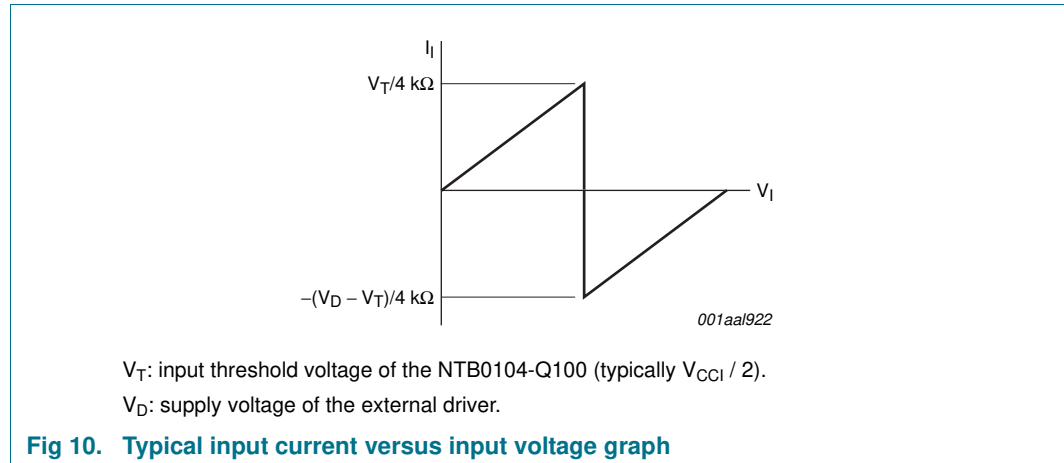 I_I
V_T/4 kΩ
V_I
−(V_D − V_T)/4 kΩ
001aal922
V_T: input threshold voltage of the NTB0104-Q100 (typically V_CCI / 2).
V_D: supply voltage of the external driver.
Fig 10. Typical input current versus input voltage graph